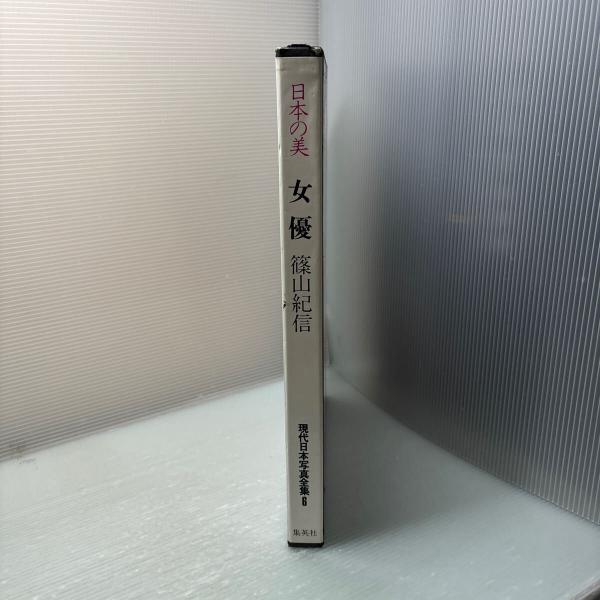 日本の美
女優
篠山紀信
現代日本写真全集6
集英社